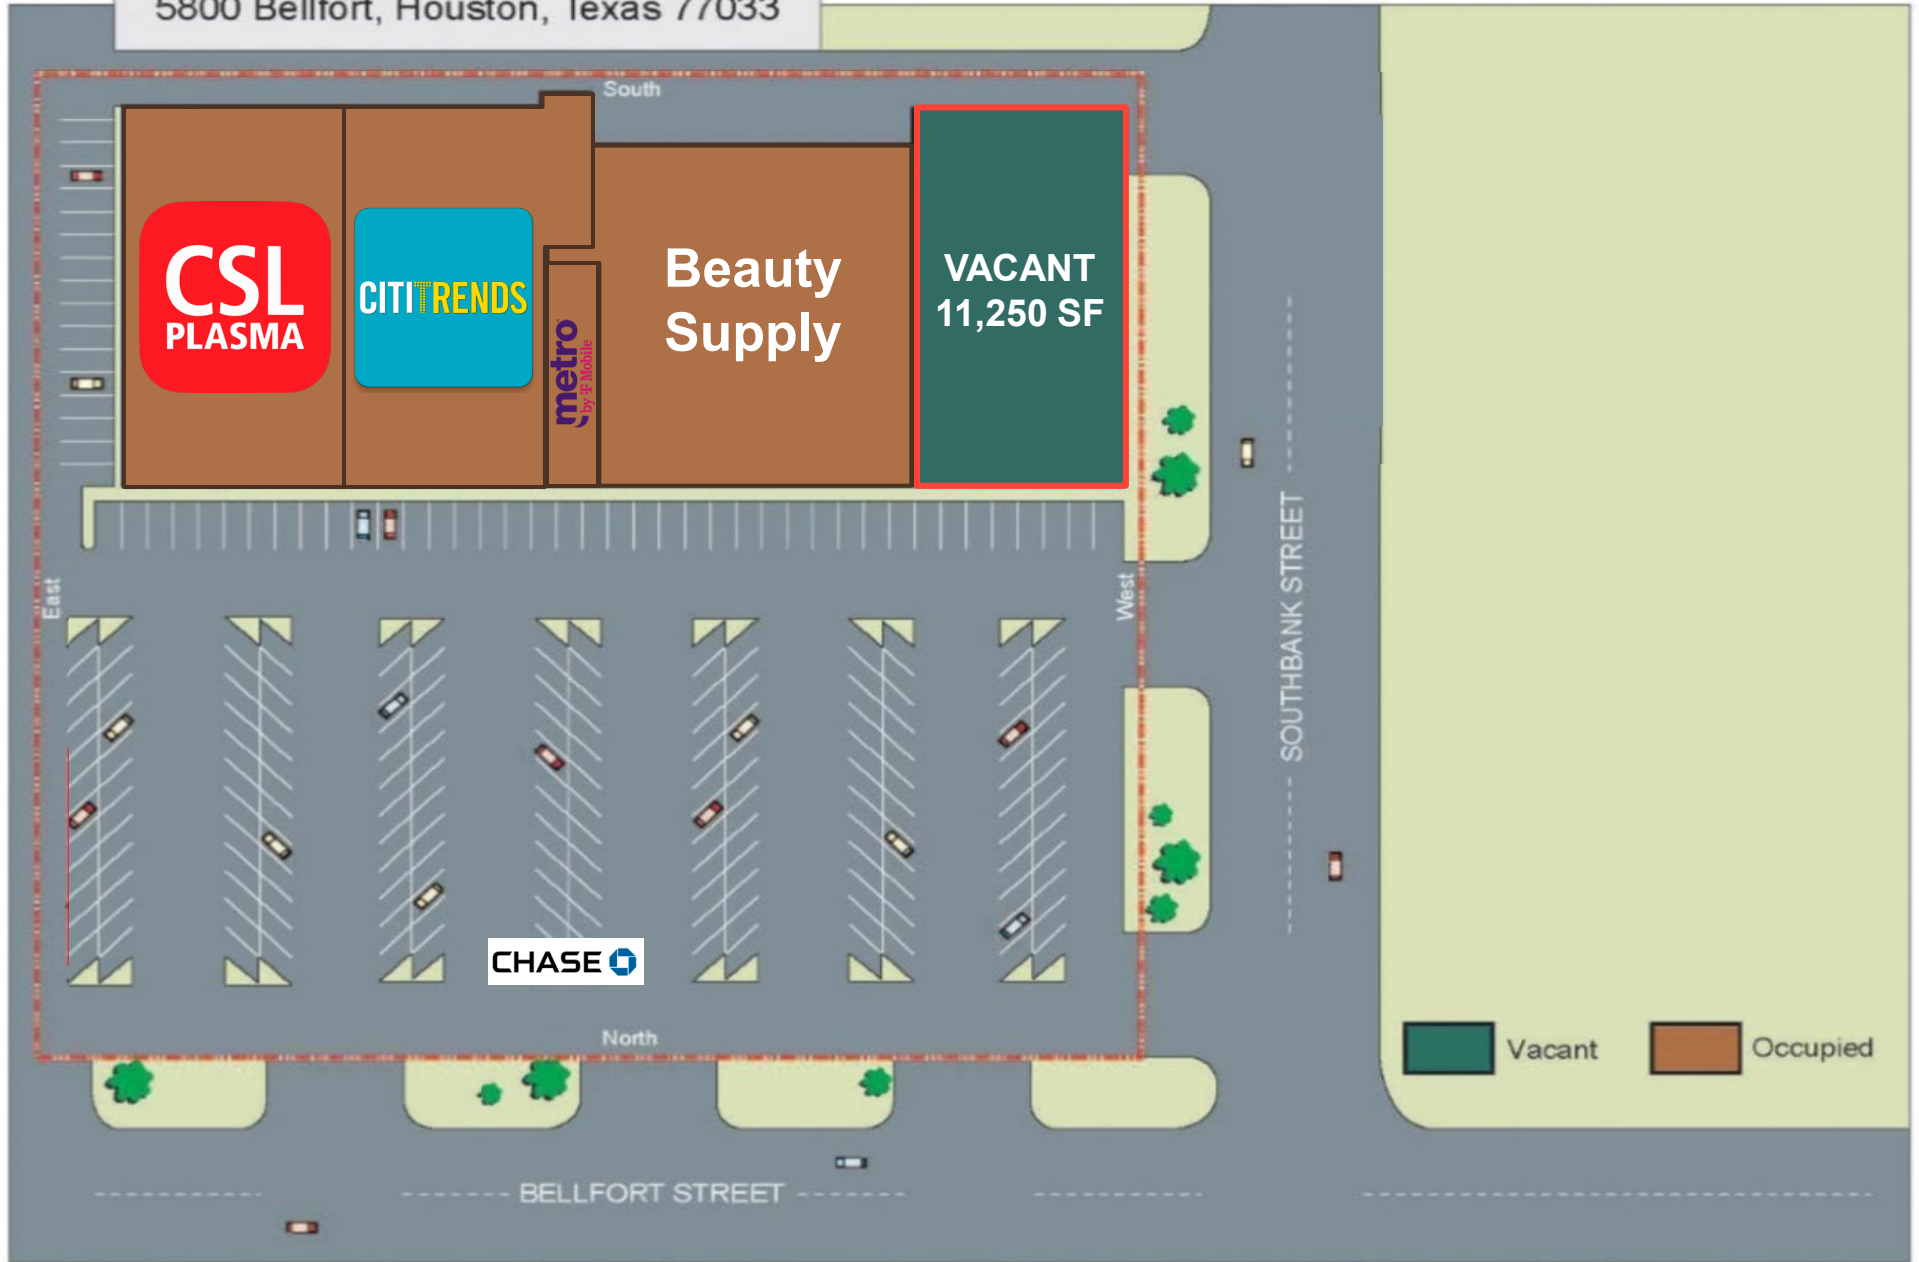 5800 Bellfort, Houston, Texas 77033
South
CSL
PLASMA
CITITRENDS
metro
by T Mobile
Beauty
Supply
VACANT
11,250 SF
East
West
SOUTHBANK STREET
CHASE
North
Vacant
Occupied
BELLFORT STREET